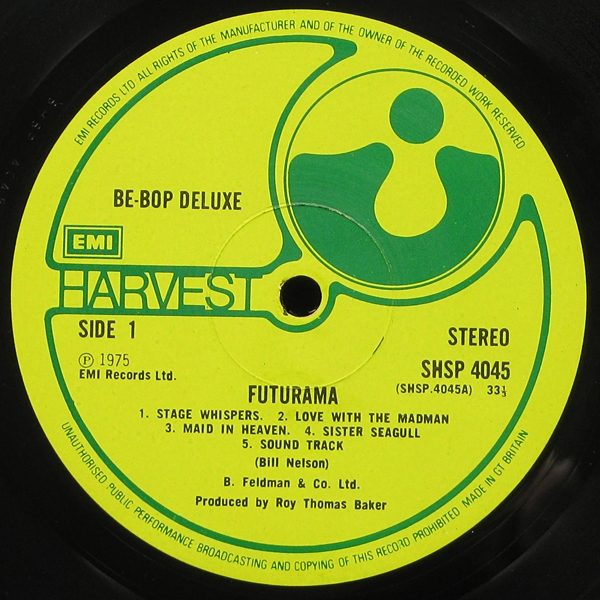 EMI RECORDS LTD ALL RIGHTS OF THE MANUFACTURER AND OF THE OWNER OF THE RECORDED WORK RESERVED
BE-BOP DELUXE
EMI
HARVEST
SIDE 1
STEREO
Ⓟ 1975
EMI Records Ltd.
SHSP 4045
(SHSP.4045A) 33⅓
FUTURAMA
1. STAGE WHISPERS. 2. LOVE WITH THE MADMAN
3. MAID IN HEAVEN. 4. SISTER SEAGULL
5. SOUND TRACK
(Bill Nelson)
B. Feldman & Co. Ltd.
Produced by Roy Thomas Baker
UNAUTHORISED PUBLIC PERFORMANCE BROADCASTING AND COPYING OF THIS RECORD PROHIBITED MADE IN GT BRITAIN